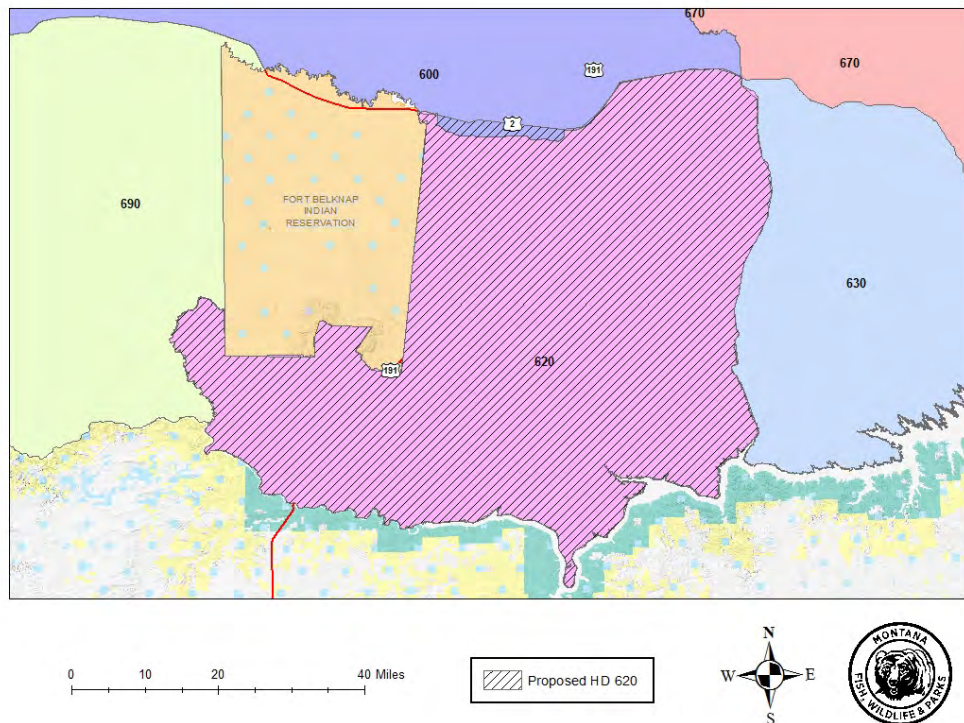 670
600
191
670
2
FORT BELKNAP
INDIAN
RESERVATION
690
630
620
191
0 10 20 40 Miles
Proposed HD 620
N
W E
S
MONTANA
FISH, WILDLIFE & PARKS